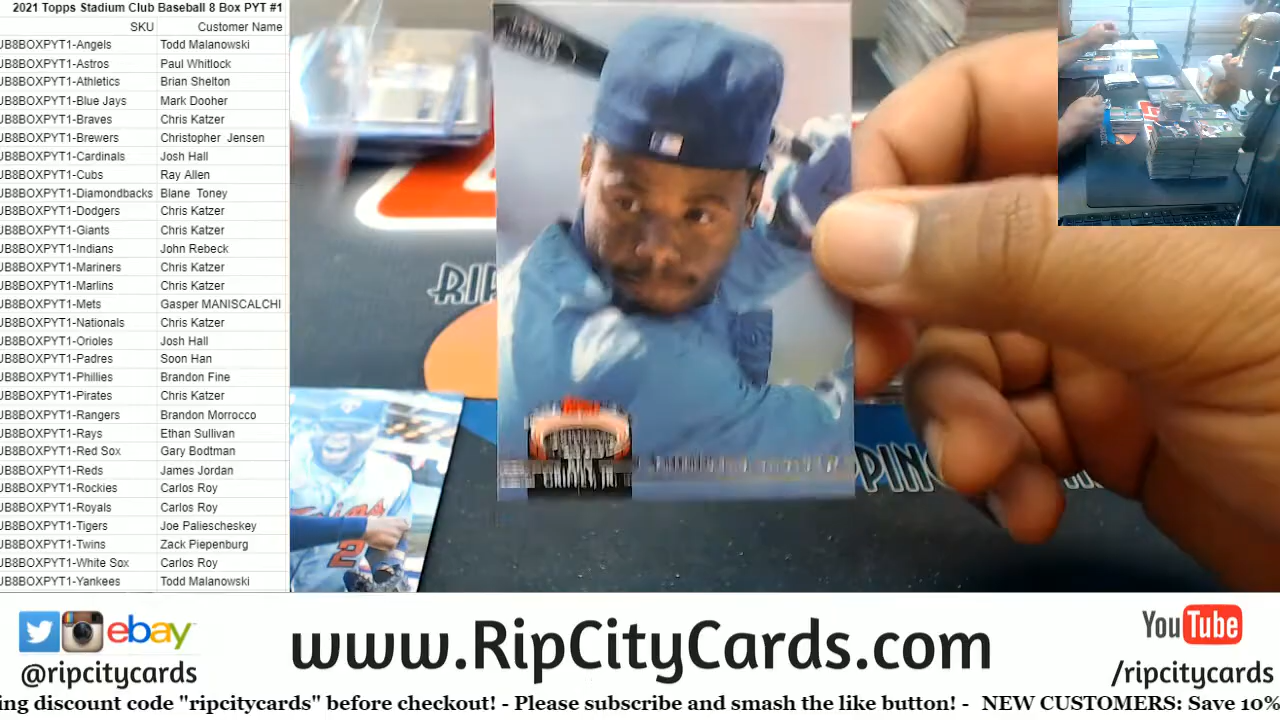 2021 Topps Stadium Club Baseball 8 Box PYT #1
SKU Customer Name
JB8BOXPYT1-Angels Todd Malanowski
JB8BOXPYT1-Astros Paul Whitlock
JB8BOXPYT1-Athletics Brian Shelton
JB8BOXPYT1-Blue Jays Mark Dooher
JB8BOXPYT1-Braves Chris Katzer
JB8BOXPYT1-Brewers Christopher Jensen
JB8BOXPYT1-Cardinals Josh Hall
JB8BOXPYT1-Cubs Ray Allen
JB8BOXPYT1-Diamondbacks Blane Toney
JB8BOXPYT1-Dodgers Chris Katzer
JB8BOXPYT1-Giants Chris Katzer
JB8BOXPYT1-Indians John Rebeck
JB8BOXPYT1-Mariners Chris Katzer
JB8BOXPYT1-Marlins Chris Katzer
JB8BOXPYT1-Mets Gasper MANISCALCHI
JB8BOXPYT1-Nationals Chris Katzer
JB8BOXPYT1-Orioles Josh Hall
JB8BOXPYT1-Padres Soon Han
JB8BOXPYT1-Phillies Brandon Fine
JB8BOXPYT1-Pirates Chris Katzer
JB8BOXPYT1-Rangers Brandon Morrocco
JB8BOXPYT1-Rays Ethan Sullivan
JB8BOXPYT1-Red Sox Gary Bodtman
JB8BOXPYT1-Reds James Jordan
JB8BOXPYT1-Rockies Carlos Roy
JB8BOXPYT1-Royals Carlos Roy
JB8BOXPYT1-Tigers Joe Paliescheskey
JB8BOXPYT1-Twins Zack Piepenburg
JB8BOXPYT1-White Sox Carlos Roy
JB8BOXPYT1-Yankees Todd Malanowski
RIP
PPING
2
ebay
@ripcitycards
www.RipCityCards.com
YouTube
/ripcitycards
ing discount code "ripcitycards" before checkout! - Please subscribe and smash the like button! - NEW CUSTOMERS: Save 10%